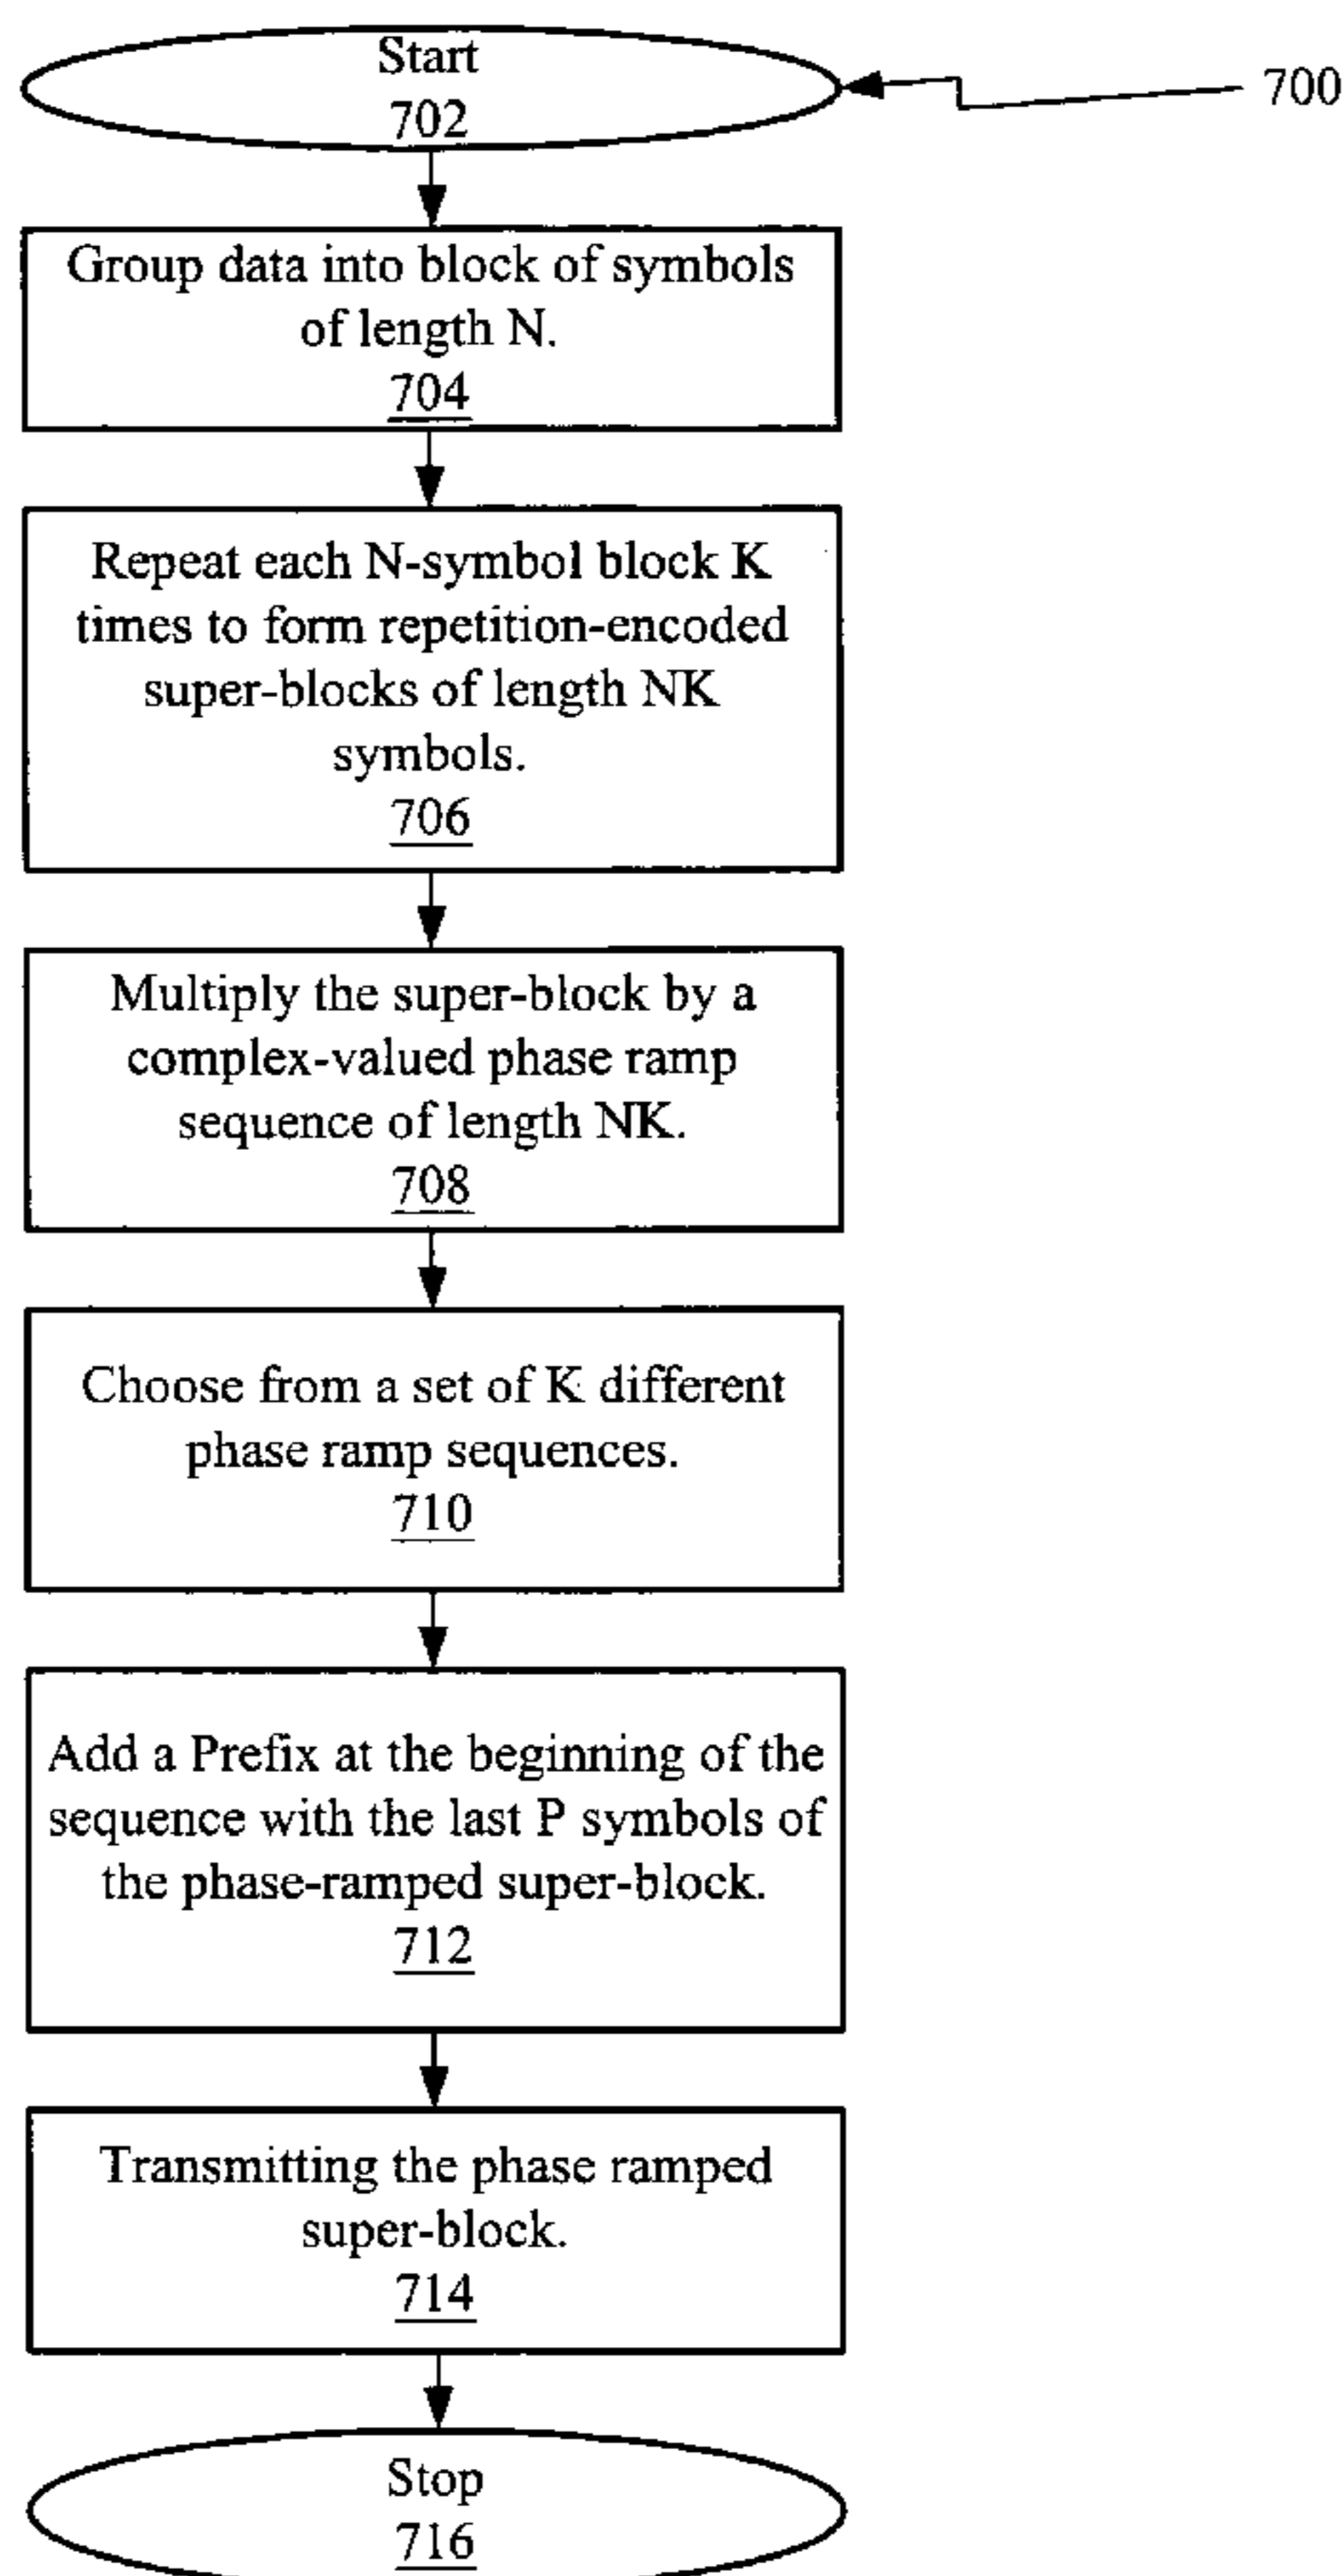 Start
702
700
Group data into block of symbols
of length N.
704
Repeat each N-symbol block K
times to form repetition-encoded
super-blocks of length NK
symbols.
706
Multiply the super-block by a
complex-valued phase ramp
sequence of length NK.
708
Choose from a set of K different
phase ramp sequences.
710
Add a Prefix at the beginning of the
sequence with the last P symbols of
the phase-ramped super-block.
712
Transmitting the phase ramped
super-block.
714
Stop
716